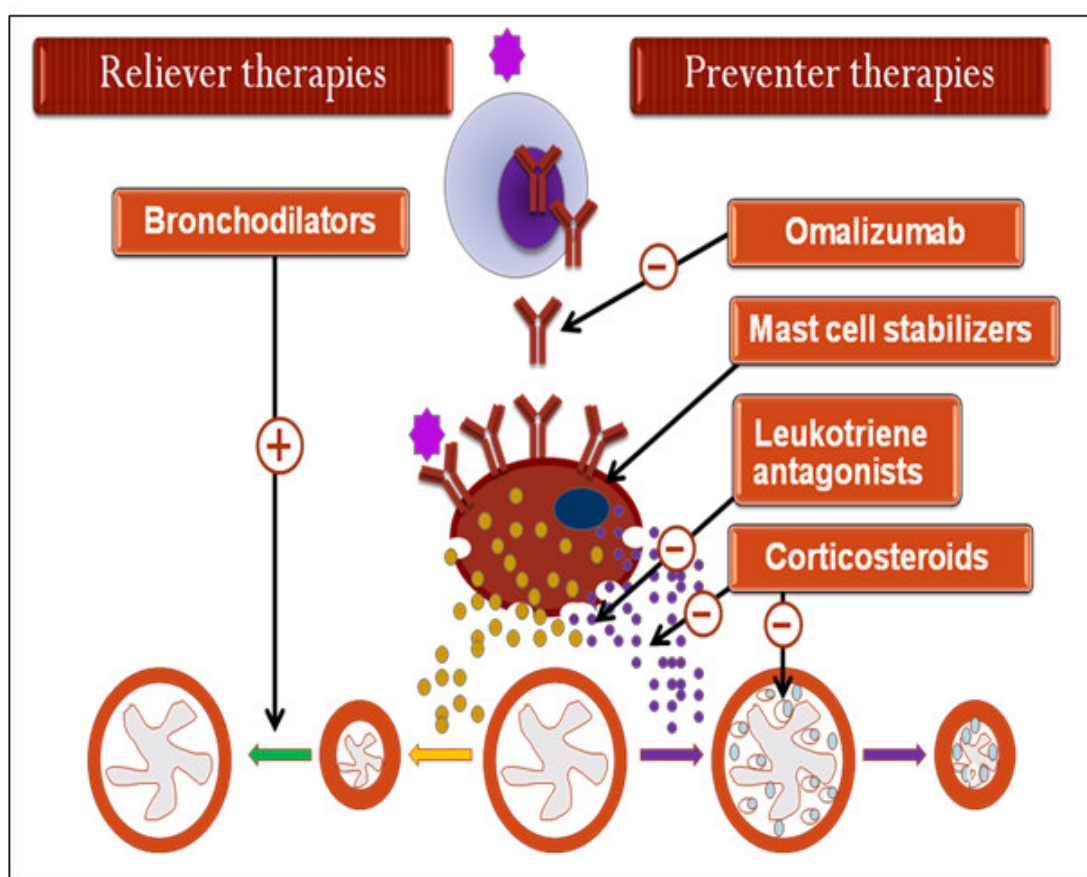 Reliever therapies
Preventer therapies
Bronchodilators
Omalizumab
−
Mast cell stabilizers
+
Leukotriene
antagonists
−
Corticosteroids
−
−